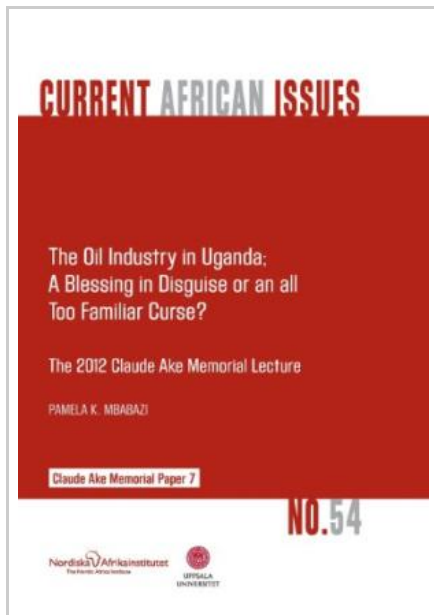 CURRENT AFRICAN ISSUES
The Oil Industry in Uganda;
A Blessing in Disguise or an all
Too Familiar Curse?
The 2012 Claude Ake Memorial Lecture
PAMELA K. MBABAZI
Claude Ake Memorial Paper 7
NO.54
Nordiska Afrikainstitutet
The Nordic Africa Institute
UPPSALA
UNIVERSITET